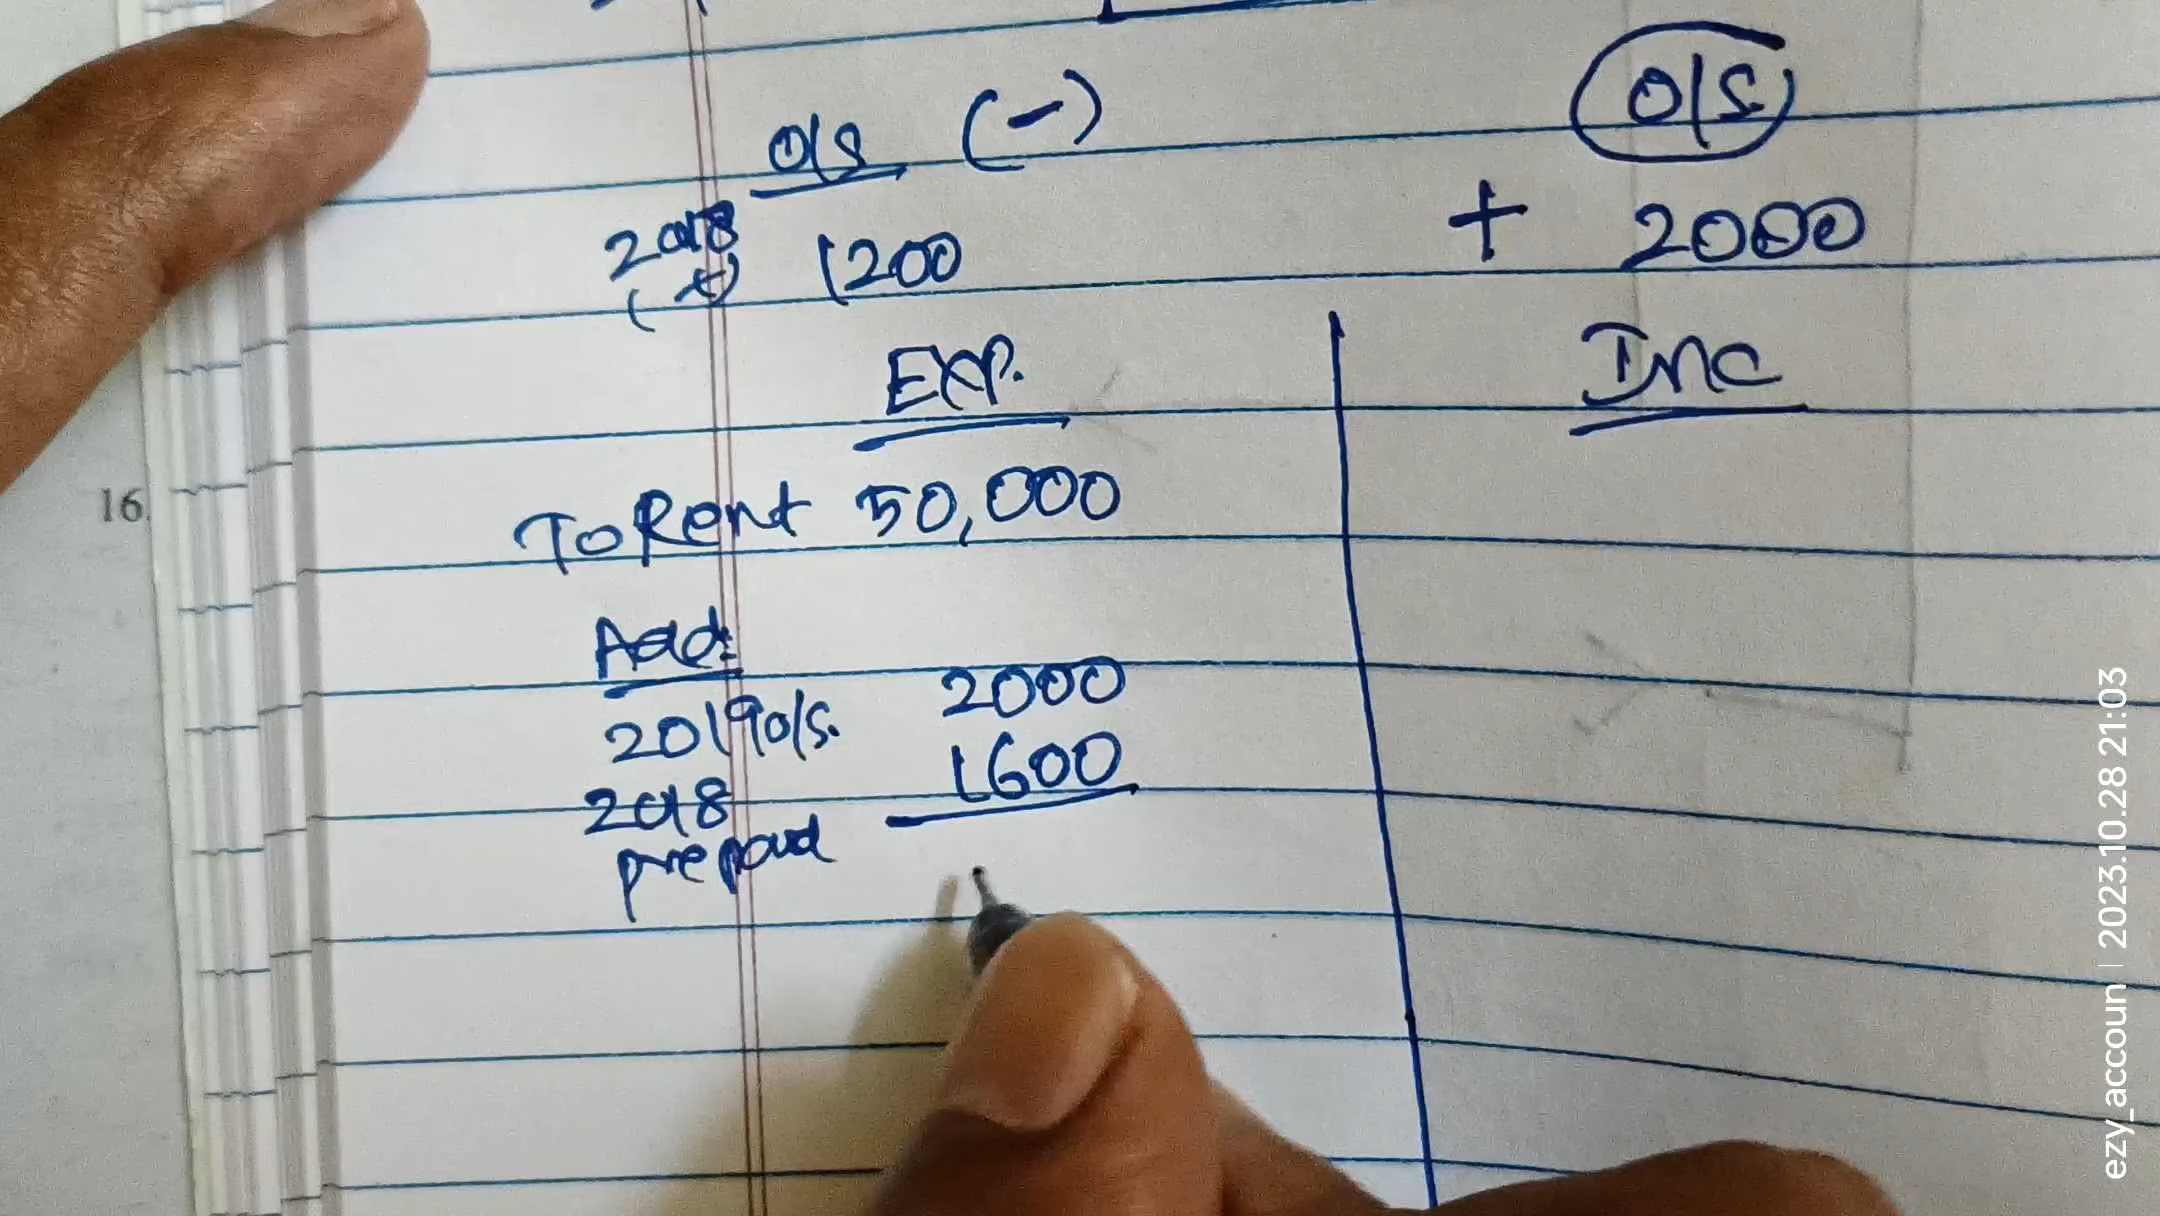 O/S (-)
O/S
2018 1200
(x)
+ 2000
EXP.
INC
16
To Rent 50,000
Add:
2019 O/S. 2000
2018 1600
prepaid
ezy_accoun | 2023.10.28 21:03